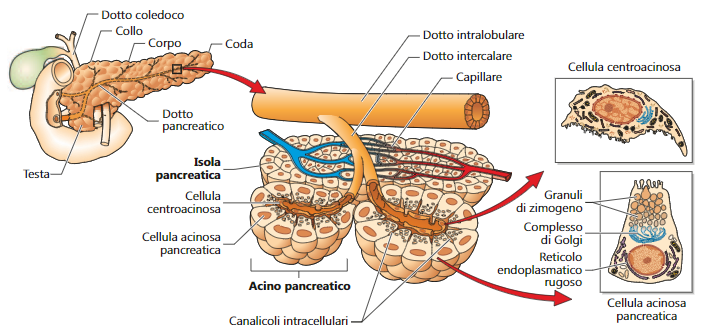 Dotto coledoco
Collo
Corpo
Coda
Dotto
pancreatico
Testa
Dotto intralobulare
Dotto intercalare
Capillare
Isola
pancreatica
Cellula
centroacinosa
Cellula acinosa
pancreatica
Acino pancreatico
Canalicoli intracellulari
Cellula centroacinosa
Granuli
di zimogeno
Complesso
di Golgi
Reticolo
endoplasmatico
rugoso
Cellula acinosa
pancreatica